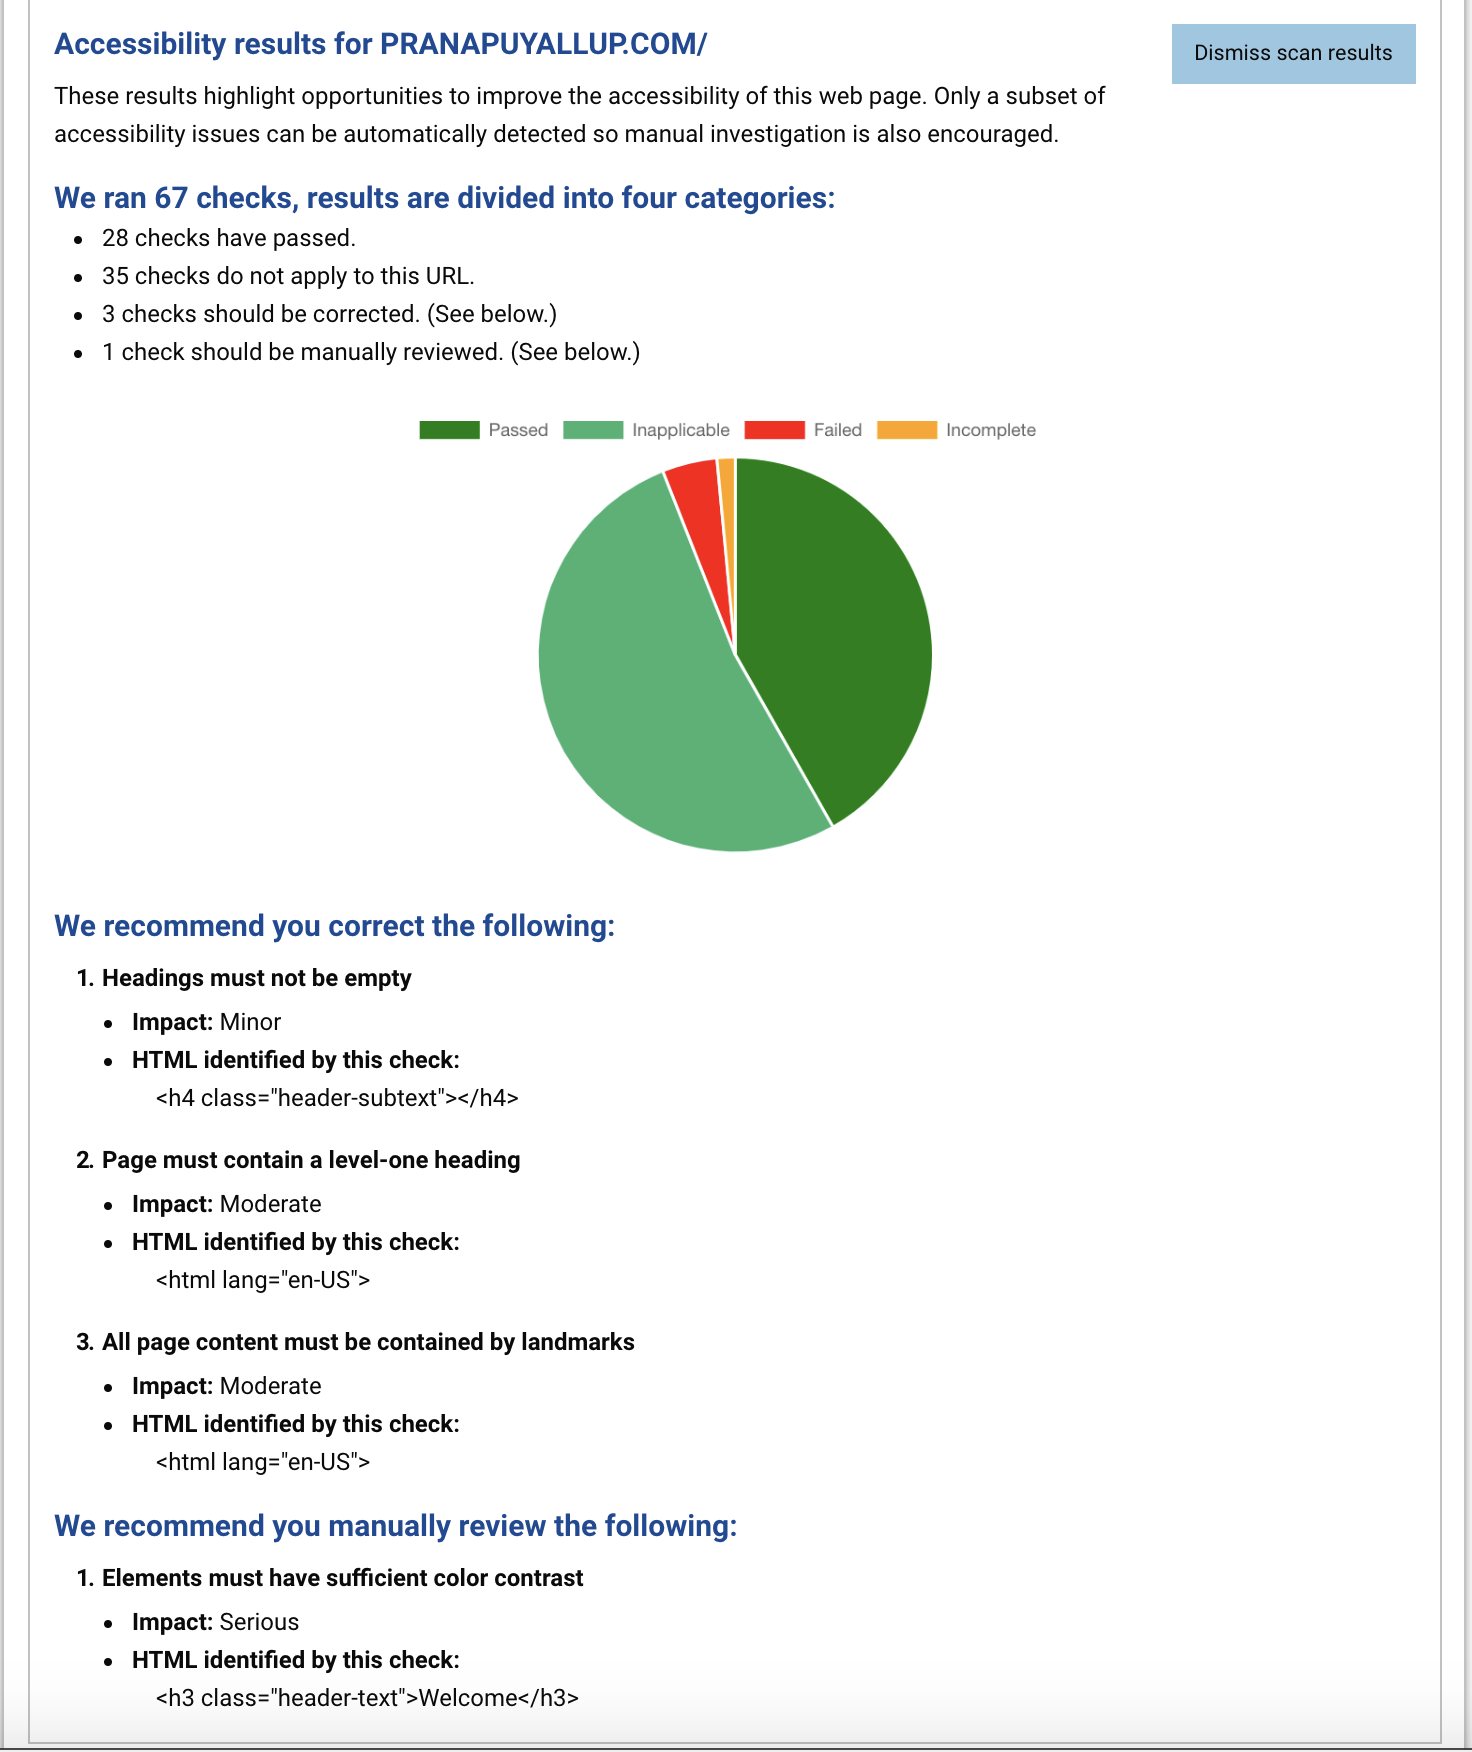 Accessibility results for PRANAPUYALLUP.COM/
Dismiss scan results
These results highlight opportunities to improve the accessibility of this web page. Only a subset of
accessibility issues can be automatically detected so manual investigation is also encouraged.
We ran 67 checks, results are divided into four categories:
• 28 checks have passed.
• 35 checks do not apply to this URL.
• 3 checks should be corrected. (See below.)
• 1 check should be manually reviewed. (See below.)
Passed Inapplicable Failed Incomplete
We recommend you correct the following:
1. Headings must not be empty
• Impact: Minor
• HTML identified by this check:
<h4 class="header-subtext"></h4>
2. Page must contain a level-one heading
• Impact: Moderate
• HTML identified by this check:
<html lang="en-US">
3. All page content must be contained by landmarks
• Impact: Moderate
• HTML identified by this check:
<html lang="en-US">
We recommend you manually review the following:
1. Elements must have sufficient color contrast
• Impact: Serious
• HTML identified by this check:
<h3 class="header-text">Welcome</h3>